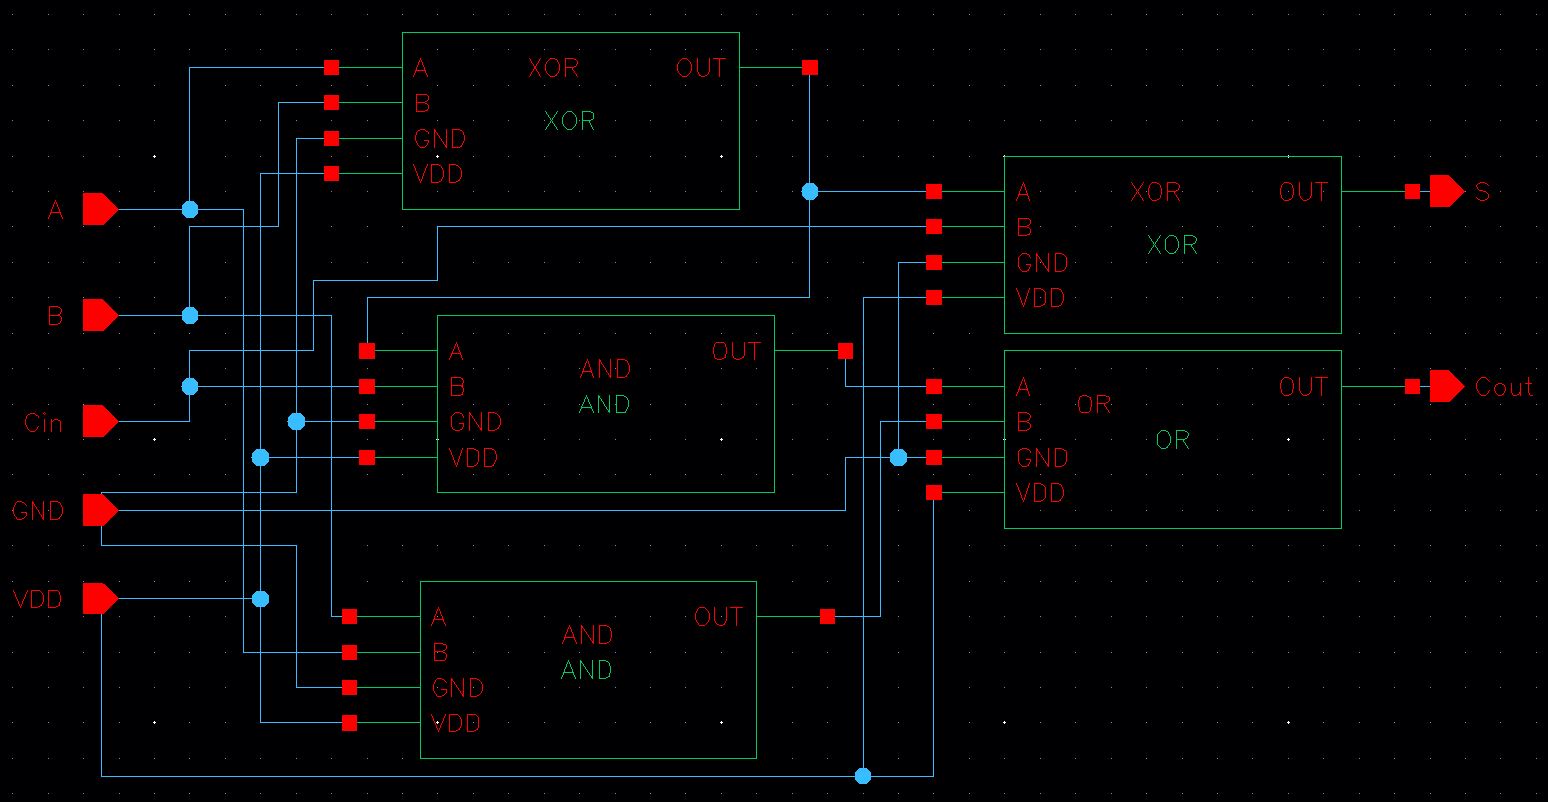 A XOR OUT
B XOR
GND
VDD
A
B
Cin
GND
VDD
A XOR OUT S
B XOR
GND
VDD
A AND OUT
B AND
GND
VDD
A OUT Cout
OR
B OR
GND
VDD
A AND OUT
B AND
GND
VDD